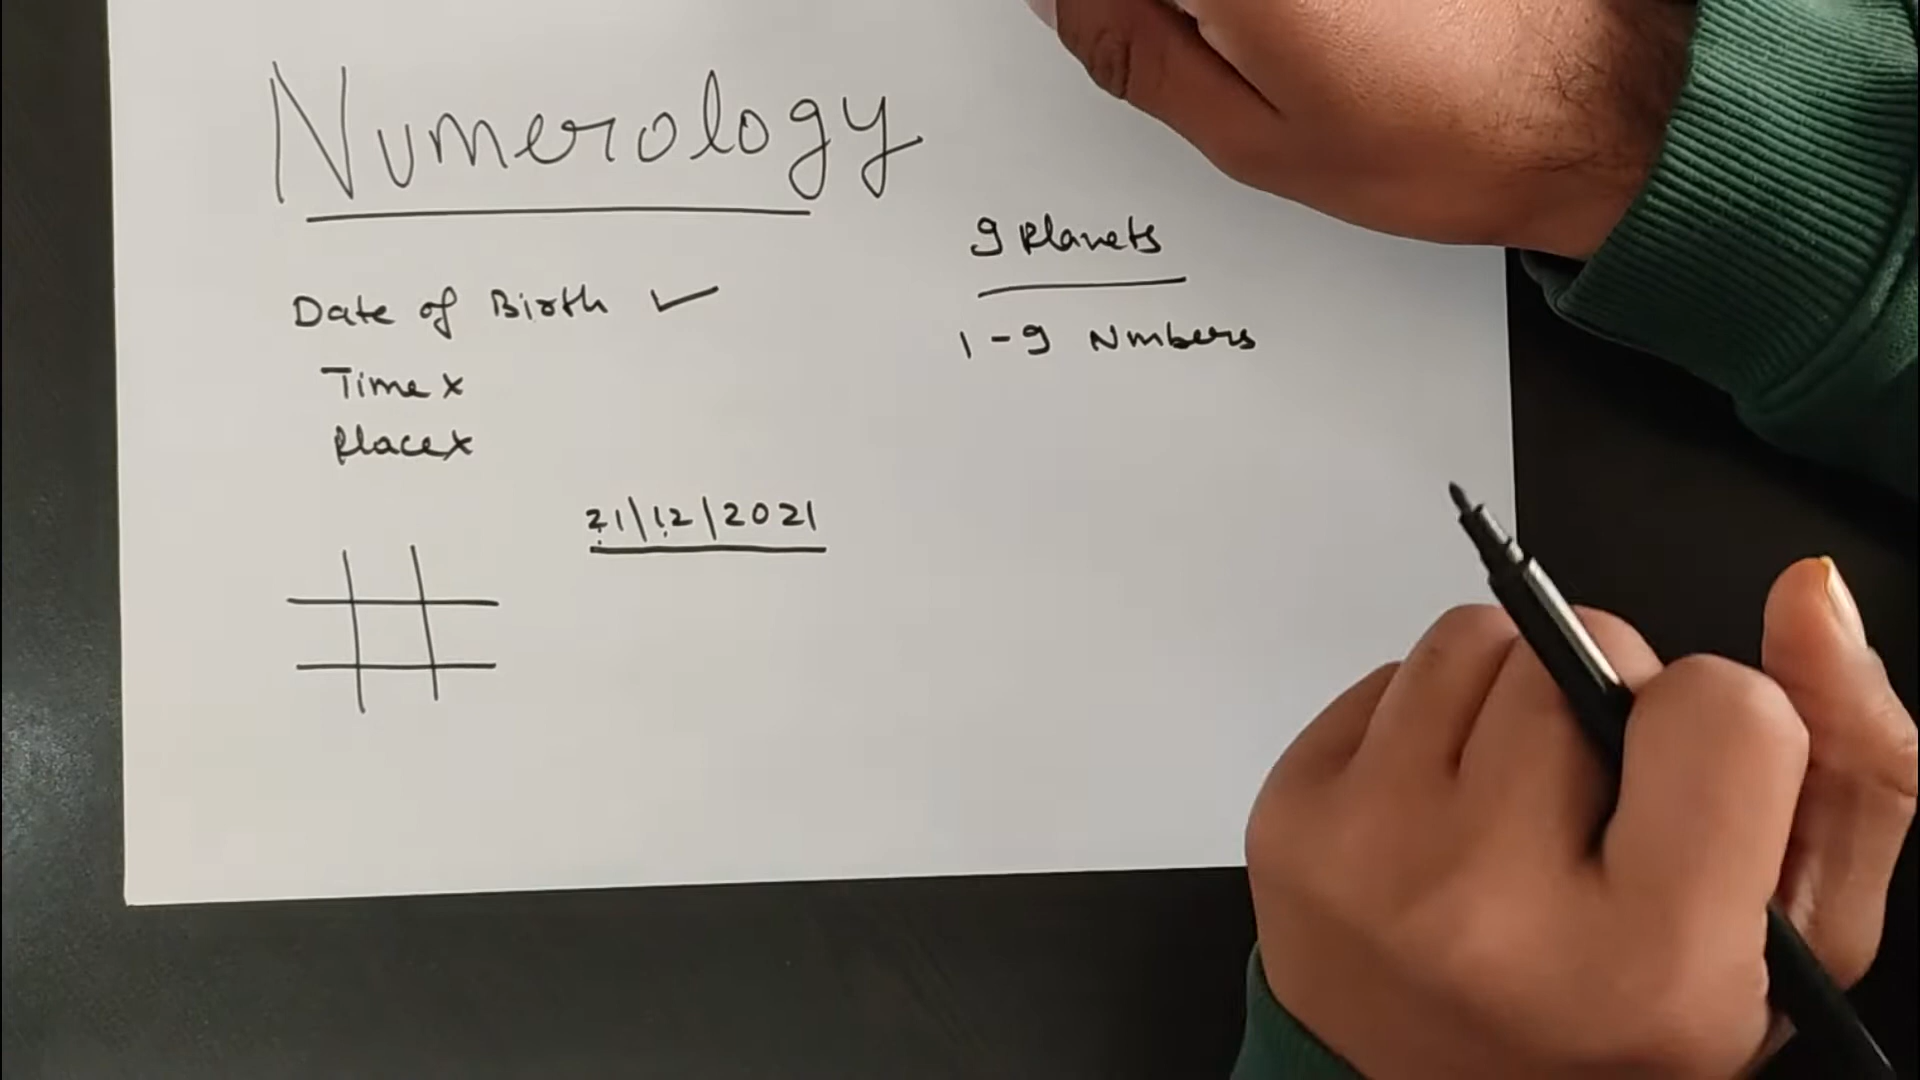 Numerology
9 Planets
Date of Birth ✓
1-9 Numbers
Time x
Place x
21/12/2021